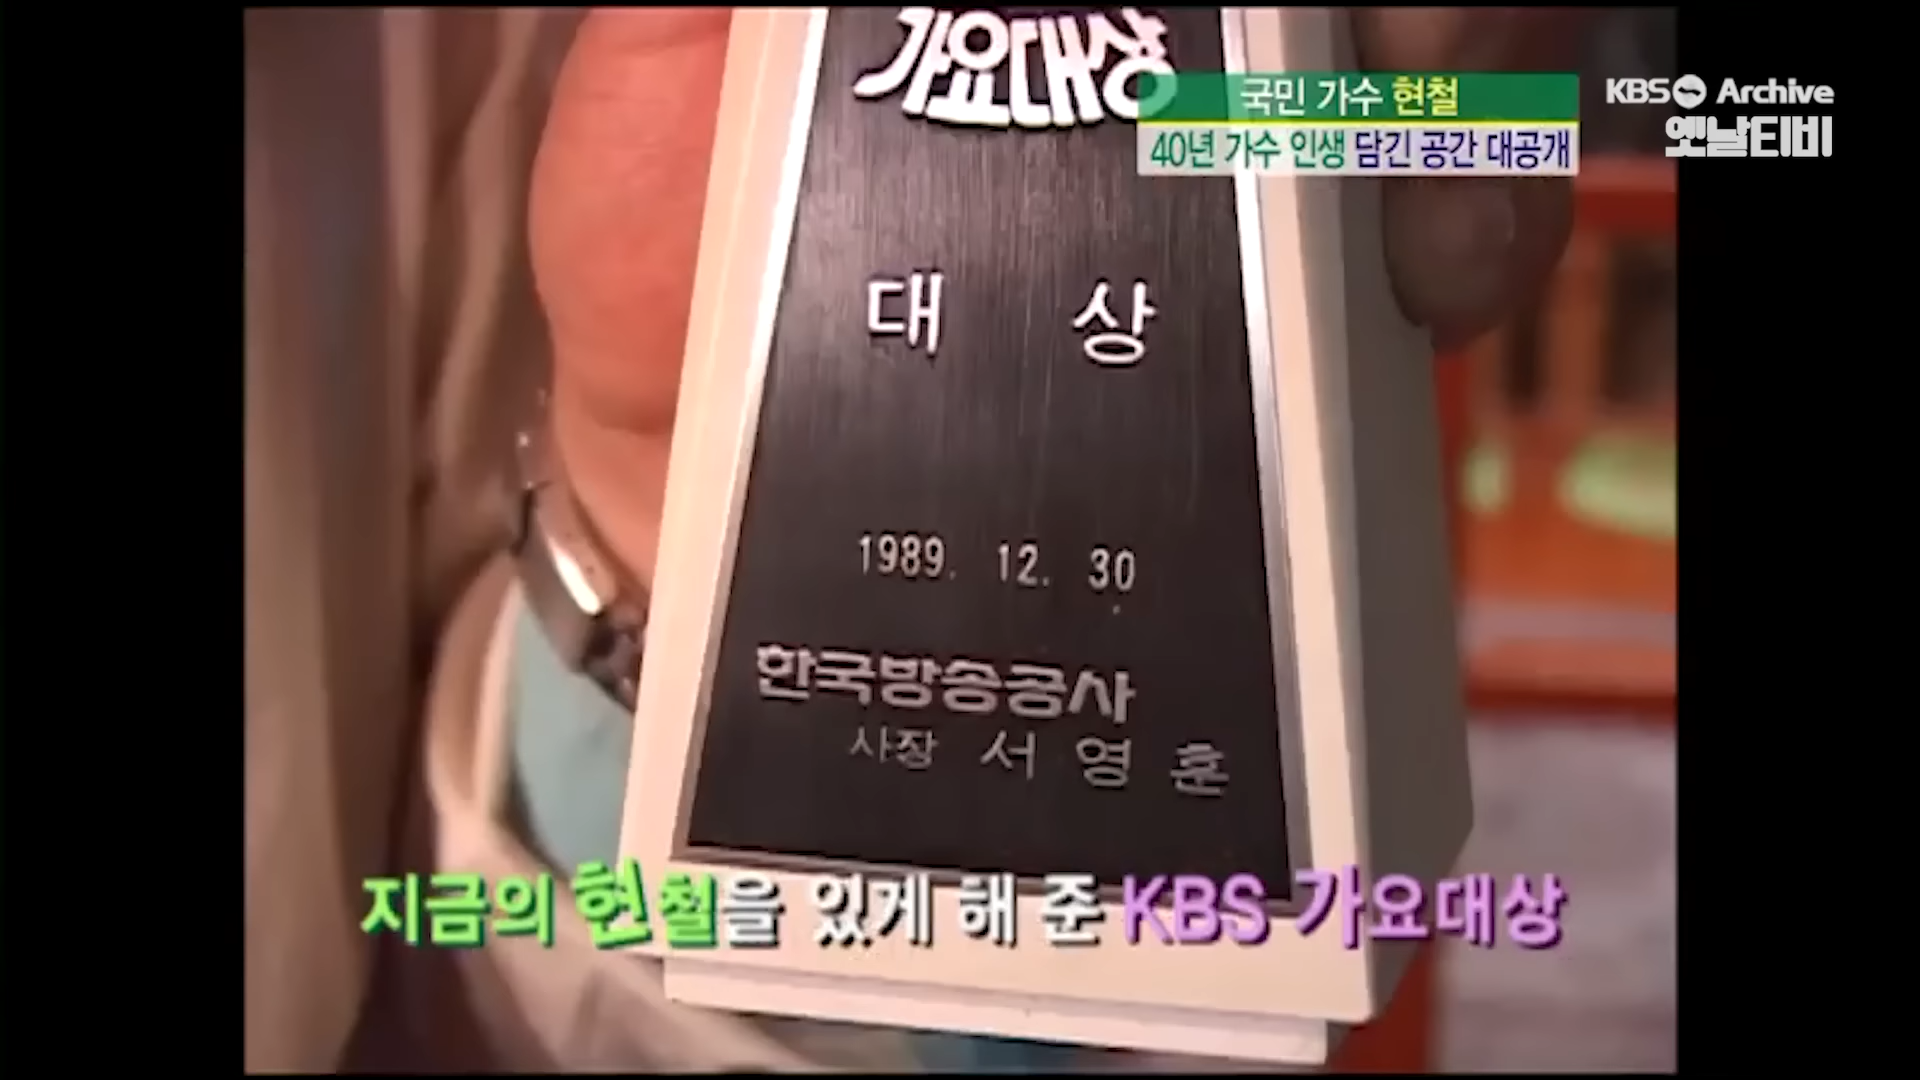 가요대상
국민 가수 현철
40년 가수 인생 담긴 공간 대공개
KBS Archive
옛날티비
대 상
1989. 12. 30
한국방송공사
사장 서 영 훈
지금의 현철을 있게 해 준 KBS 가요대상